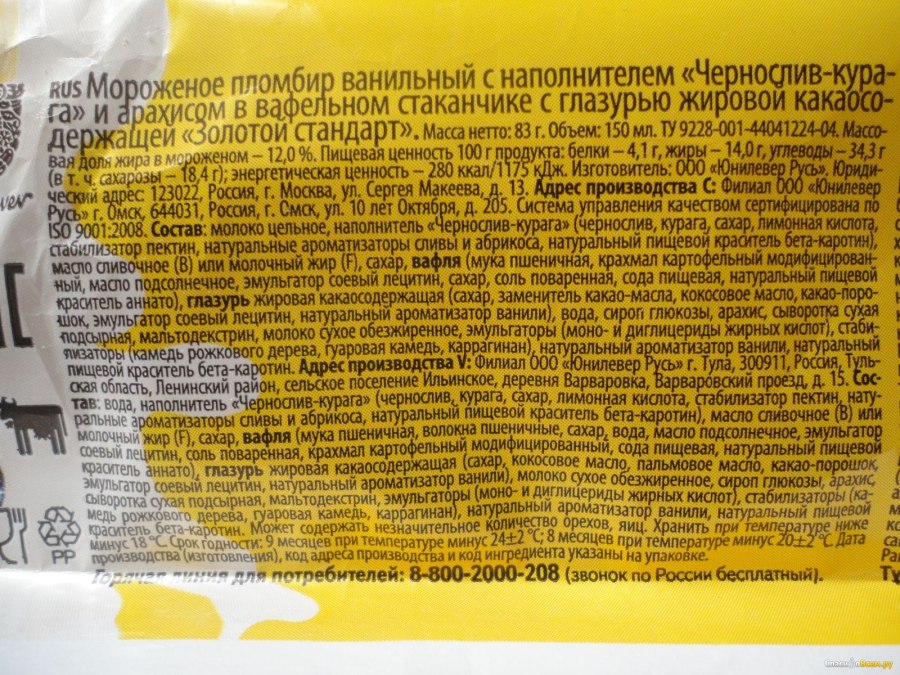 RUS Мороженое пломбир ванильный с наполнителем «Чернослив-кура-
га» и арахисом в вафельном стаканчике с глазурью жировой какаосо-
держащей «Золотой стандарт». Масса нетто: 83 г. Объем: 150 мл. ТУ 9228-001-44041224-04. Массо-
вая доля жира в мороженом – 12,0 %. Пищевая ценность 100 г продукта: белки – 4,1 г, жиры – 14,0 г, углеводы – 34,3 г
(в т. ч. сахарозы – 18,4 г); энергетическая ценность – 280 ккал/1175 кДж. Изготовитель: ООО «Юнилевер Русь». Юриди-
ческий адрес: 123022, Россия, г. Москва, ул. Сергея Макеева, д. 13. Адрес производства С: Филиал ООО «Юнилевер
Русь» г. Омск, 644031, Россия, г. Омск, ул. 10 лет Октября, д. 205. Система управления качеством сертифицирована по
ISO 9001:2008. Состав: молоко цельное, наполнитель «Чернослив-курага» (чернослив, курага, сахар, лимонная кислота,
стабилизатор пектин, натуральные ароматизаторы сливы и абрикоса, натуральный пищевой краситель бета-каротин),
масло сливочное (B) или молочный жир (F), сахар, вафля (мука пшеничная, крахмал картофельный модифицирован-
ный, масло подсолнечное, эмульгатор соевый лецитин, сахар, соль поваренная, сода пищевая, натуральный пищевой
краситель аннато), глазурь жировая какаосодержащая (сахар, заменитель какао-масла, кокосовое масло, какао-поро-
шок, эмульгатор соевый лецитин, натуральный ароматизатор ванили), вода, сироп глюкозы, арахис, сыворотка сухая
подсырная, мальтодекстрин, молоко сухое обезжиренное, эмульгаторы (моно- и диглицериды жирных кислот), стаби-
лизаторы (камедь рожкового дерева, гуаровая камедь, каррагинан), натуральный ароматизатор ванили, натуральный
пищевой краситель бета-каротин. Адрес производства V: Филиал ООО «Юнилевер Русь» г. Тула, 300911, Россия, Туль-
ская область, Ленинский район, сельское поселение Ильинское, деревня Варваровка, Варваровский проезд, д. 15. Сос-
тав: вода, наполнитель «Чернослив-курага» (чернослив, курага, сахар, лимонная кислота, стабилизатор пектин, нату-
ральные ароматизаторы сливы и абрикоса, натуральный пищевой краситель бета-каротин), масло сливочное (B) или
молочный жир (F), сахар, вафля (мука пшеничная, волокна пшеничные, сахар, вода, масло подсолнечное, эмульгатор
соевый лецитин, соль поваренная, крахмал картофельный модифицированный, сода пищевая, натуральный пищевой
краситель аннато), глазурь жировая какаосодержащая (сахар, кокосовое масло, пальмовое масло, какао-порошок,
эмульгатор соевый лецитин, натуральный ароматизатор ванили), молоко сухое обезжиренное, сироп глюкозы, арахис,
сыворотка сухая подсырная, мальтодекстрин, эмульгаторы (моно- и диглицериды жирных кислот), стабилизаторы (ка-
медь рожкового дерева, гуаровая камедь, каррагинан), натуральный ароматизатор ванили, натуральный пищевой
краситель бета-каротин. Может содержать незначительное количество орехов, яиц. Хранить при температуре ниже
минус 18 °С. Срок годности: 9 месяцев при температуре минус 24±2 °С; 8 месяцев при температуре минус 20±2 °С. Дата
производства (изготовления), код адреса производства и код ингредиента указаны на упаковке.
Горячая линия для потребителей: 8-800-2000-208 (звонок по России бесплатный).
PP